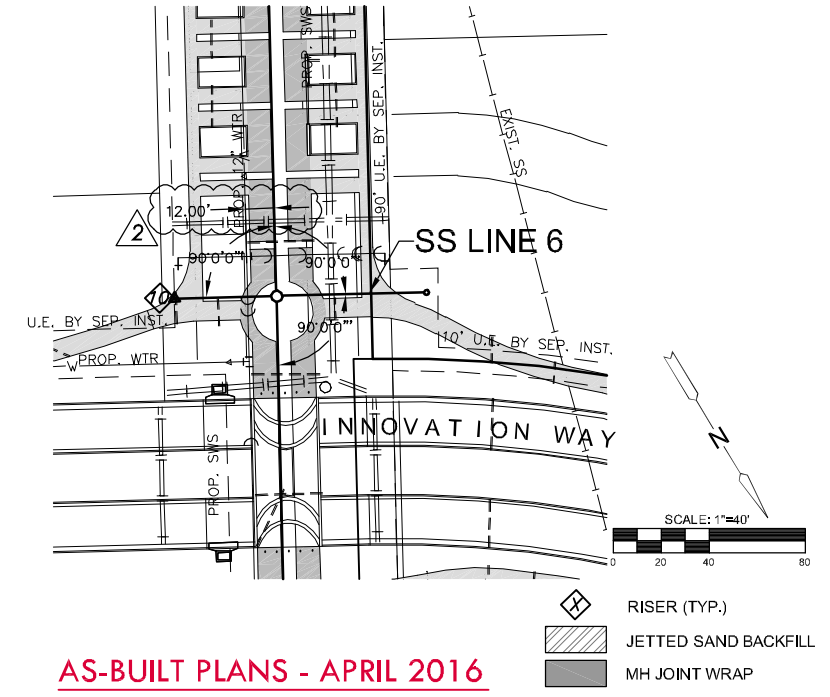 PROP. SWS
90' U.E. BY SEP. INST.
EXIST. SS
PROP. 12" WTR
12.00'
2
SS LINE 6
90°0'0"
90°0'0"
10
U.E. BY SEP. INST.
90°0'0"
10' U.E. BY SEP. INST.
W
PROP. WTR
INNOVATION WAY
PROP. SWS
N
SCALE: 1"=40'
0 20 40 80
X RISER (TYP.)
JETTED SAND BACKFILL
MH JOINT WRAP
AS-BUILT PLANS - APRIL 2016